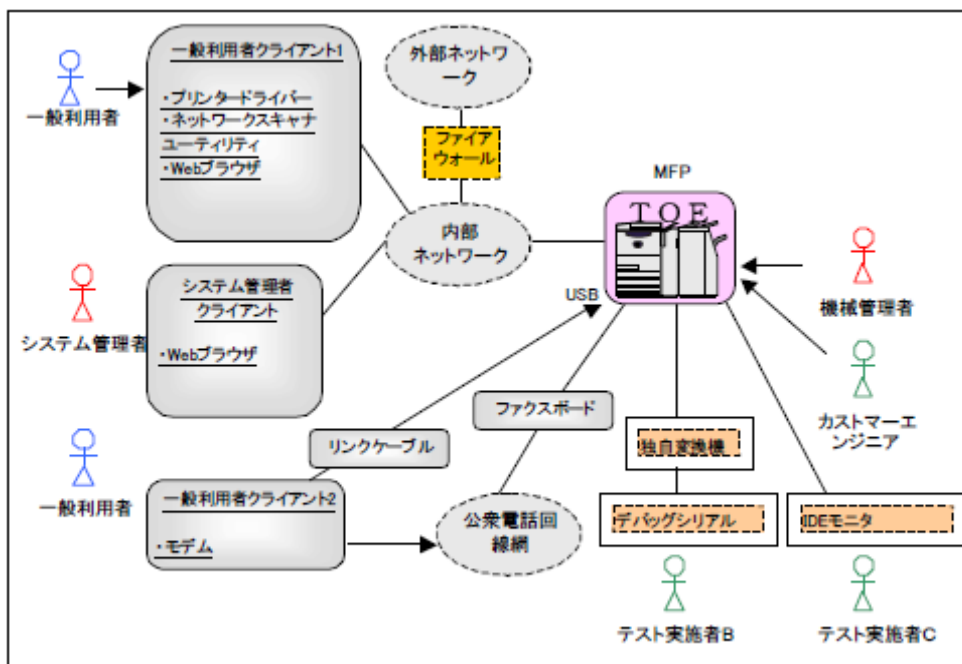 一般利用者クライアント1
・プリンタードライバー
・ネットワークスキャナ
ユーティリティ
・Webブラウザ
一般利用者
外部ネットワ
ーク
ファイア
ウォール
内部
ネットワーク
MFP
TOE
USB
機械管理者
カストマーエ
ンジニア
システム管理者
クライアント
・Webブラウザ
システム管理者
リンクケーブル
ファクスボード
一般利用者
一般利用者クライアント2
・モデム
公衆電話回
線網
独自変換機
デバッグシリアル
IDEモニタ
テスト実施者B
テスト実施者C